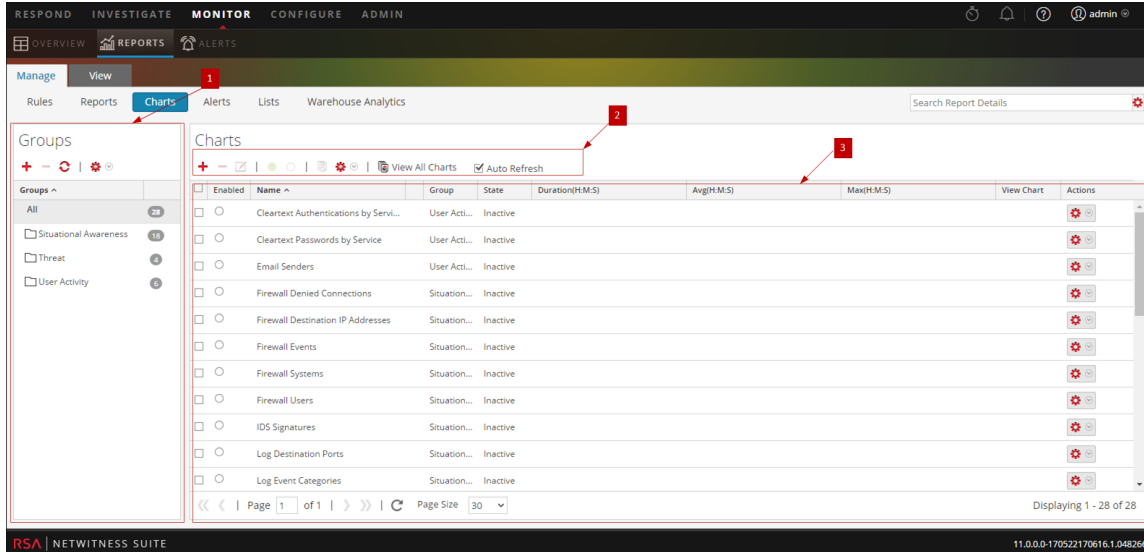 RESPOND INVESTIGATE MONITOR CONFIGURE ADMIN admin
OVERVIEW REPORTS ALERTS
Manage View 1
Rules Reports Charts Alerts Lists Warehouse Analytics Search Report Details
2
Groups Charts
3
View All Charts Auto Refresh
Groups Enabled Name Group State Duration(H:M:S) Avg(H:M:S) Max(H:M:S) View Chart Actions
All 28 Cleartext Authentications by Servi... User Acti... Inactive
Situational Awareness 18 Cleartext Passwords by Service User Acti... Inactive
Threat 4 Email Senders User Acti... Inactive
User Activity 6 Firewall Denied Connections Situation... Inactive
Firewall Destination IP Addresses Situation... Inactive
Firewall Events Situation... Inactive
Firewall Systems Situation... Inactive
Firewall Users Situation... Inactive
IDS Signatures Situation... Inactive
Log Destination Ports Situation... Inactive
Log Event Categories Situation... Inactive
Page 1 of 1 Page Size 30 Displaying 1 - 28 of 28
RSA NETWITNESS SUITE 11.0.0.0-170522170616.1.04826